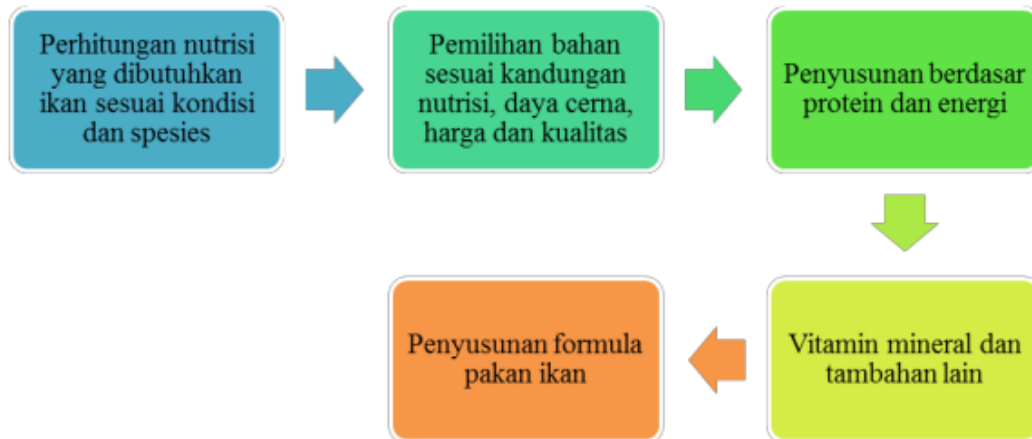 Perhitungan nutrisi
yang dibutuhkan
ikan sesuai kondisi
dan spesies
Pemilihan bahan
sesuai kandungan
nutrisi, daya cerna,
harga dan kualitas
Penyusunan berdasar
protein dan energi
Vitamin mineral dan
tambahan lain
Penyusunan formula
pakan ikan